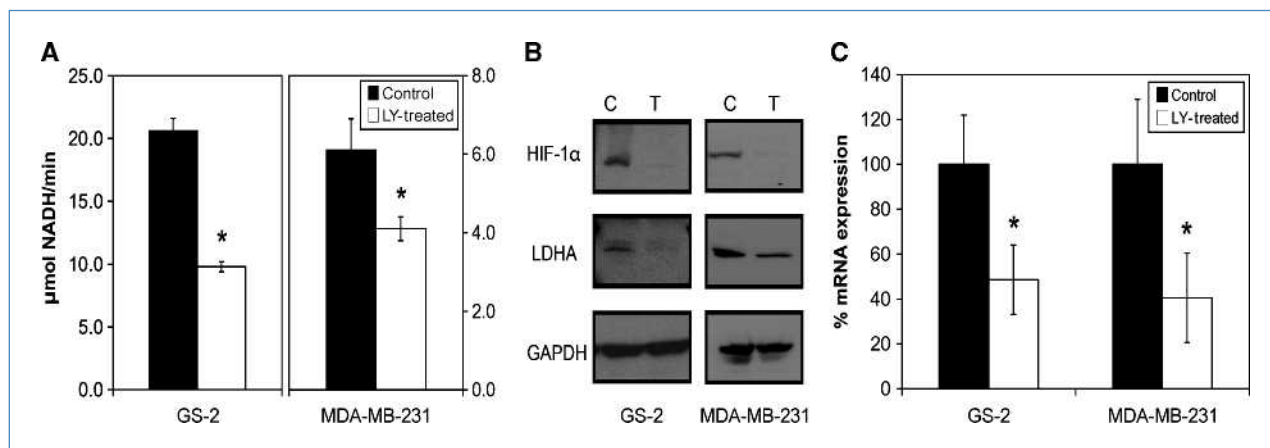 A
µmol NADH/min
25.0
20.0
15.0
10.0
5.0
0.0
8.0
6.0
4.0
2.0
0.0
Control
LY-treated
*
*
GS-2
MDA-MB-231
B
C T C T
HIF-1α
LDHA
GAPDH
GS-2
MDA-MB-231
C
% mRNA expression
140
120
100
80
60
40
20
0
Control
LY-treated
*
*
GS-2
MDA-MB-231